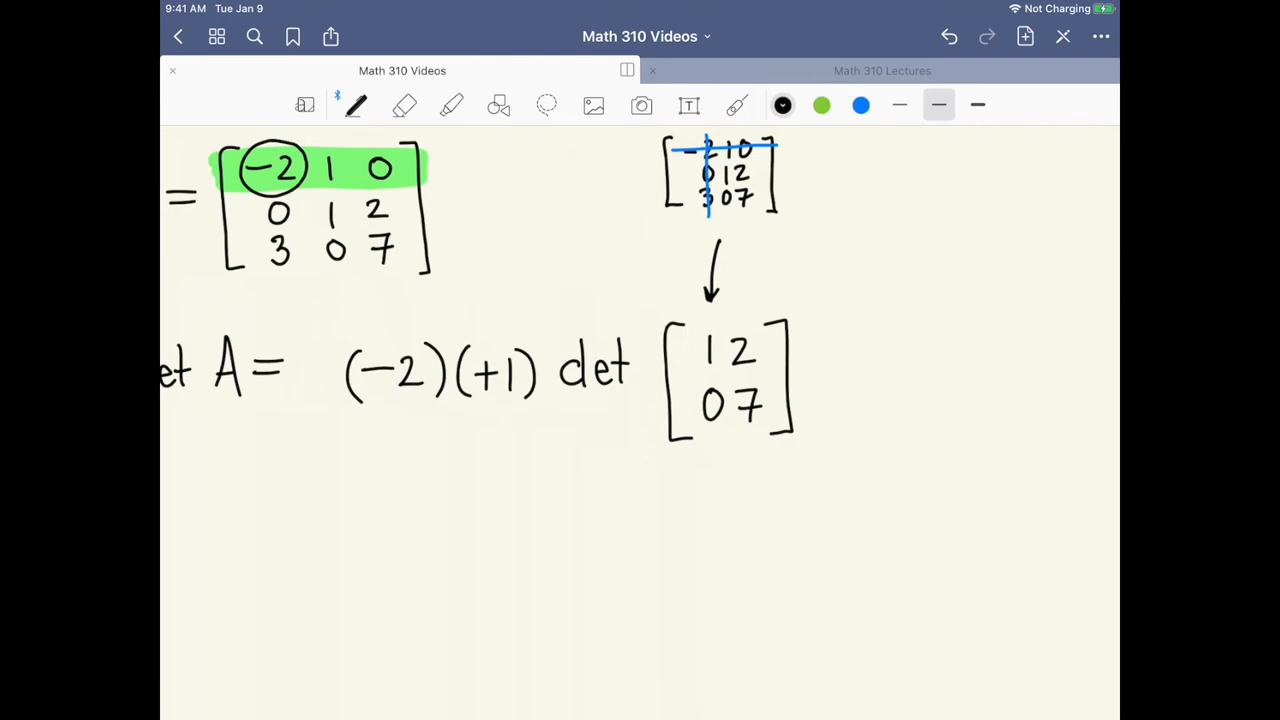 9:41 AM Tue Jan 9 Not Charging
Math 310 Videos
Math 310 Videos Math 310 Lectures
T
= [ -2 1 0
0 1 2
3 0 7 ]
[ -2 1 0
0 1 2
3 0 7 ]
et A = (-2)(+1) det [ 1 2
0 7 ]